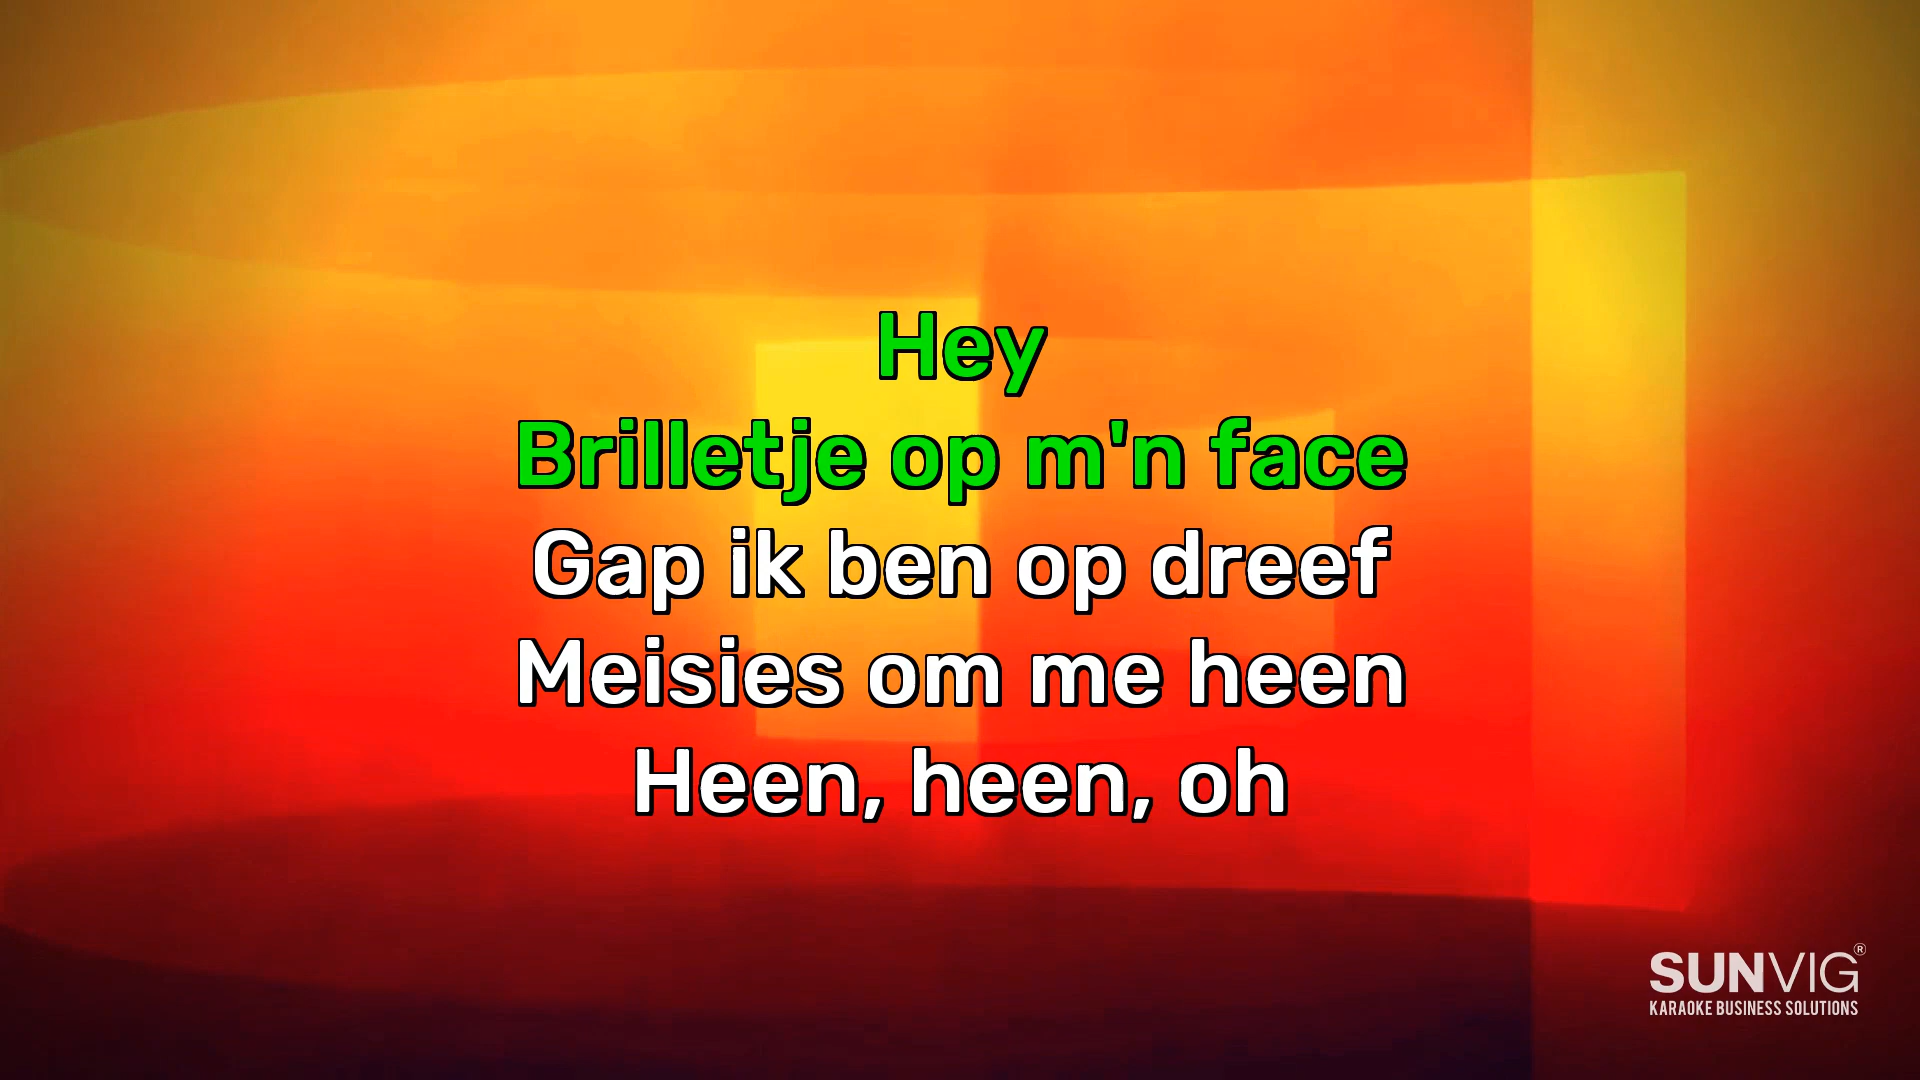 Hey
Brilletje op m'n face
Gap ik ben op dreef
Meisies om me heen
Heen, heen, oh
SUNVIG®
KARAOKE BUSINESS SOLUTIONS